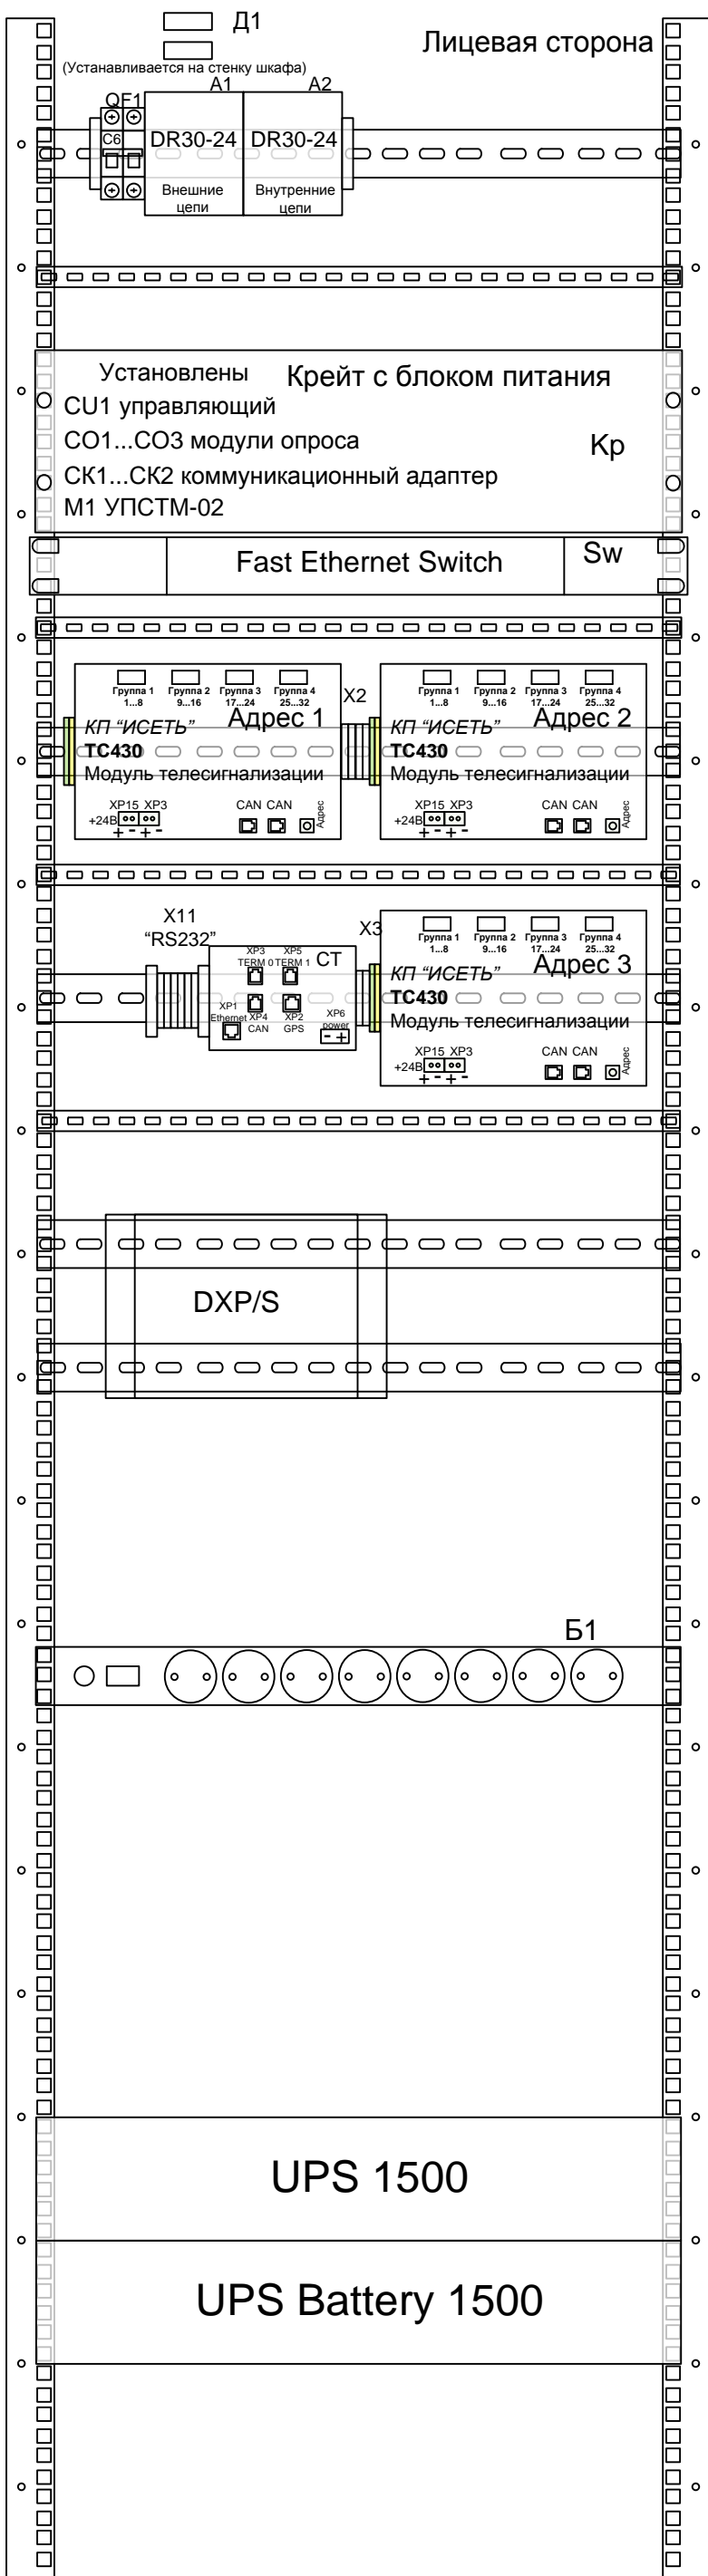 Д1
Лицевая сторона
(Устанавливается на стенку шкафа)
A1
A2
QF1
C6
DR30-24
DR30-24
Внешние
цепи
Внутренние
цепи
Установлены
Крейт с блоком питания
CU1 управляющий
СО1...СО3 модули опроса
Кр
СК1...СК2 коммуникационный адаптер
М1 УПСТМ-02
Fast Ethernet Switch
Sw
Группа 1
1...8
Группа 2
9...16
Группа 3
17...24
Группа 4
25...32
Адрес 1
КП “ИСЕТЬ”
ТС430
Модуль телесигнализации
XP15 XP3
+24В
+ - + -
CAN CAN
Адрес
X2
Группа 1
1...8
Группа 2
9...16
Группа 3
17...24
Группа 4
25...32
Адрес 2
КП “ИСЕТЬ”
ТС430
Модуль телесигнализации
XP15 XP3
+24В
+ - + -
CAN CAN
Адрес
X11
“RS232”
XP3
TERM 0
XP5
TERM 1
СТ
XP1
Ethernet
XP4
CAN
XP2
GPS
XP6
power
- +
X3
Группа 1
1...8
Группа 2
9...16
Группа 3
17...24
Группа 4
25...32
Адрес 3
КП “ИСЕТЬ”
ТС430
Модуль телесигнализации
XP15 XP3
+24В
+ - + -
CAN CAN
Адрес
DXP/S
Б1
UPS 1500
UPS Battery 1500